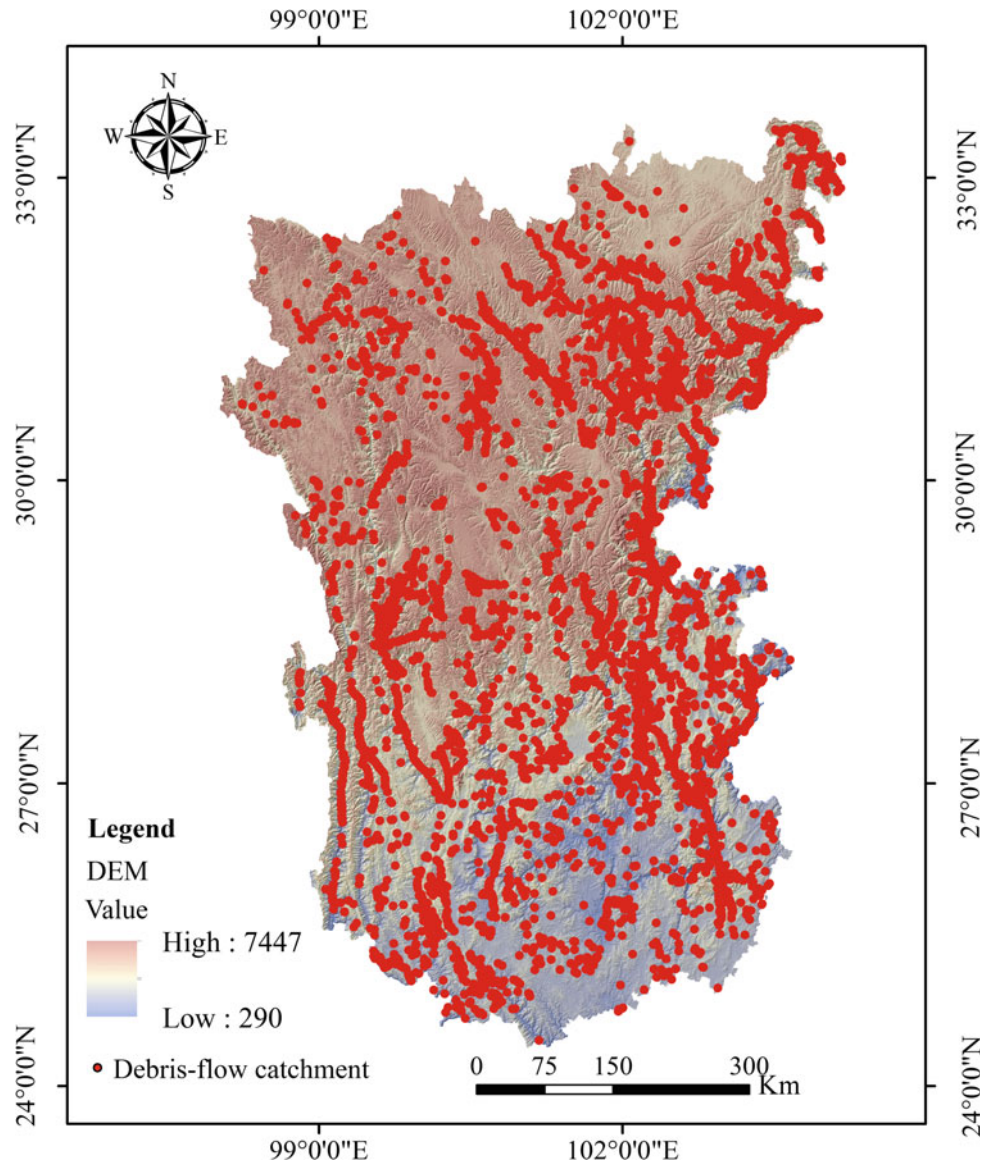 99°0'0"E 102°0'0"E
N
W E
S
33°0'0"N 33°0'0"N
30°0'0"N 30°0'0"N
27°0'0"N 27°0'0"N
Legend
DEM
Value
High : 7447
Low : 290
Debris-flow catchment
0 75 150 300
Km
24°0'0"N 24°0'0"N
99°0'0"E 102°0'0"E